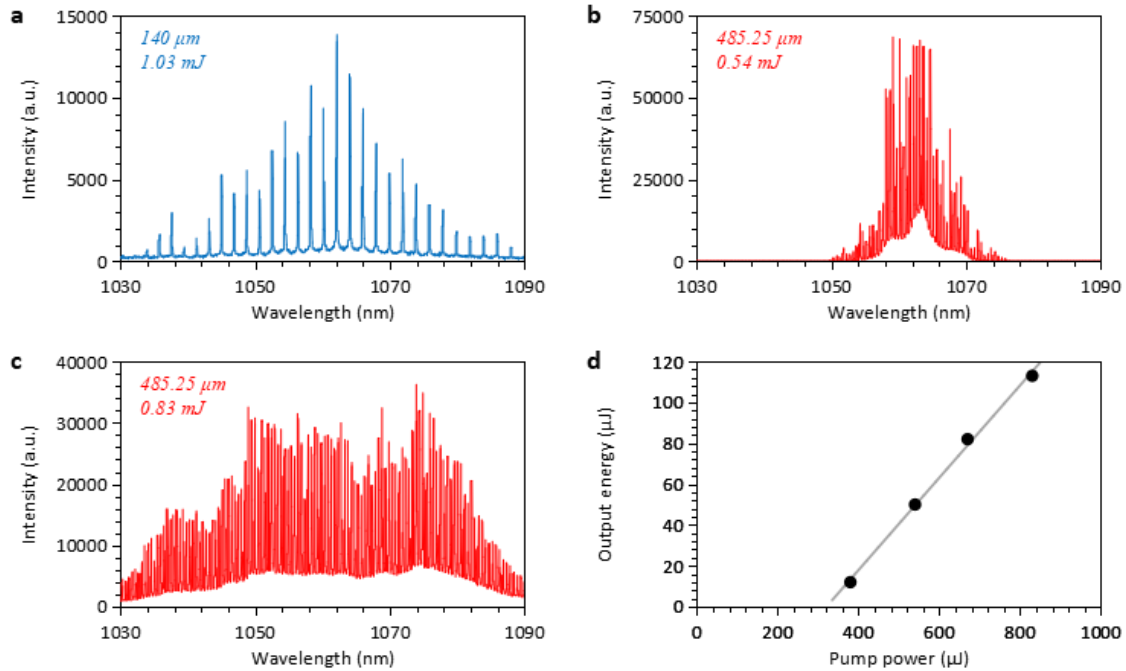 a
140 μm
1.03 mJ
15000
10000
5000
0
Intensity (a.u.)
1030
1050
1070
1090
Wavelength (nm)
b
485.25 μm
0.54 mJ
75000
50000
25000
0
Intensity (a.u.)
1030
1050
1070
1090
Wavelength (nm)
c
485.25 μm
0.83 mJ
40000
30000
20000
10000
0
Intensity (a.u.)
1030
1050
1070
1090
Wavelength (nm)
d
120
100
80
60
40
20
0
Output energy (μJ)
0
200
400
600
800
1000
Pump power (μJ)